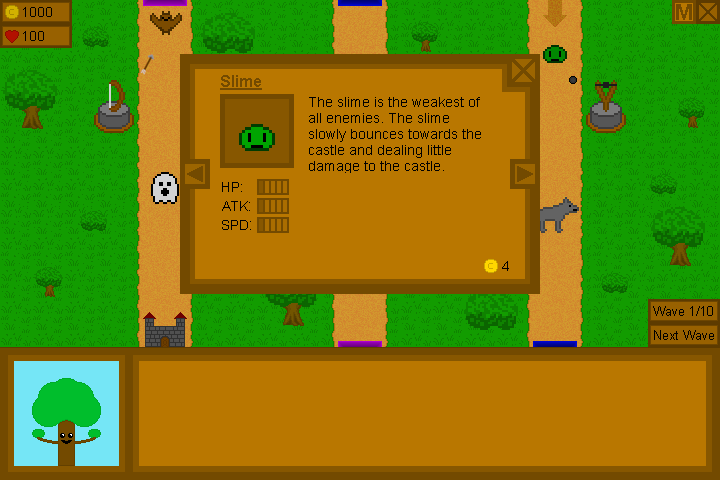 1000
100
M
Slime
The slime is the weakest of
all enemies. The slime
slowly bounces towards the
castle and dealing little
damage to the castle.
HP:
ATK:
SPD:
4
Wave 1/10
Next Wave